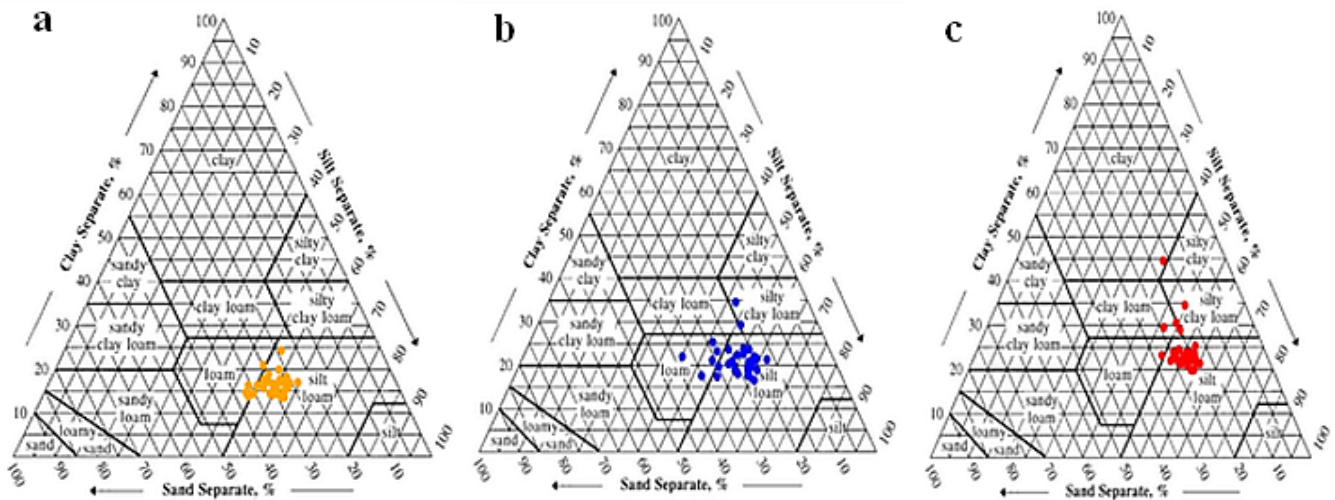 a
b
c
100
90
80
70
60
50
40
30
20
10
10
20
30
40
50
60
70
80
90
100
100
90
80
70
60
50
40
30
20
10
Clay Separate, %
Silt Separate, %
Sand Separate, %
clay
silty
clay
sandy
clay
clay loam
silty
clay loam
sandy
clay loam
loam
silt
loam
sandy
loam
loamy
sand
sand
silt
100
90
80
70
60
50
40
30
20
10
10
20
30
40
50
60
70
80
90
100
100
90
80
70
60
50
40
30
20
10
Clay Separate, %
Silt Separate, %
Sand Separate, %
clay
silty
clay
sandy
clay
clay loam
silty
clay loam
sandy
clay loam
loam
silt
loam
sandy
loam
loamy
sand
sand
silt
100
90
80
70
60
50
40
30
20
10
10
20
30
40
50
60
70
80
90
100
100
90
80
70
60
50
40
30
20
10
Clay Separate, %
Silt Separate, %
Sand Separate, %
clay
silty
clay
sandy
clay
clay loam
silty
clay loam
sandy
clay loam
loam
silt
loam
sandy
loam
loamy
sand
sand
silt